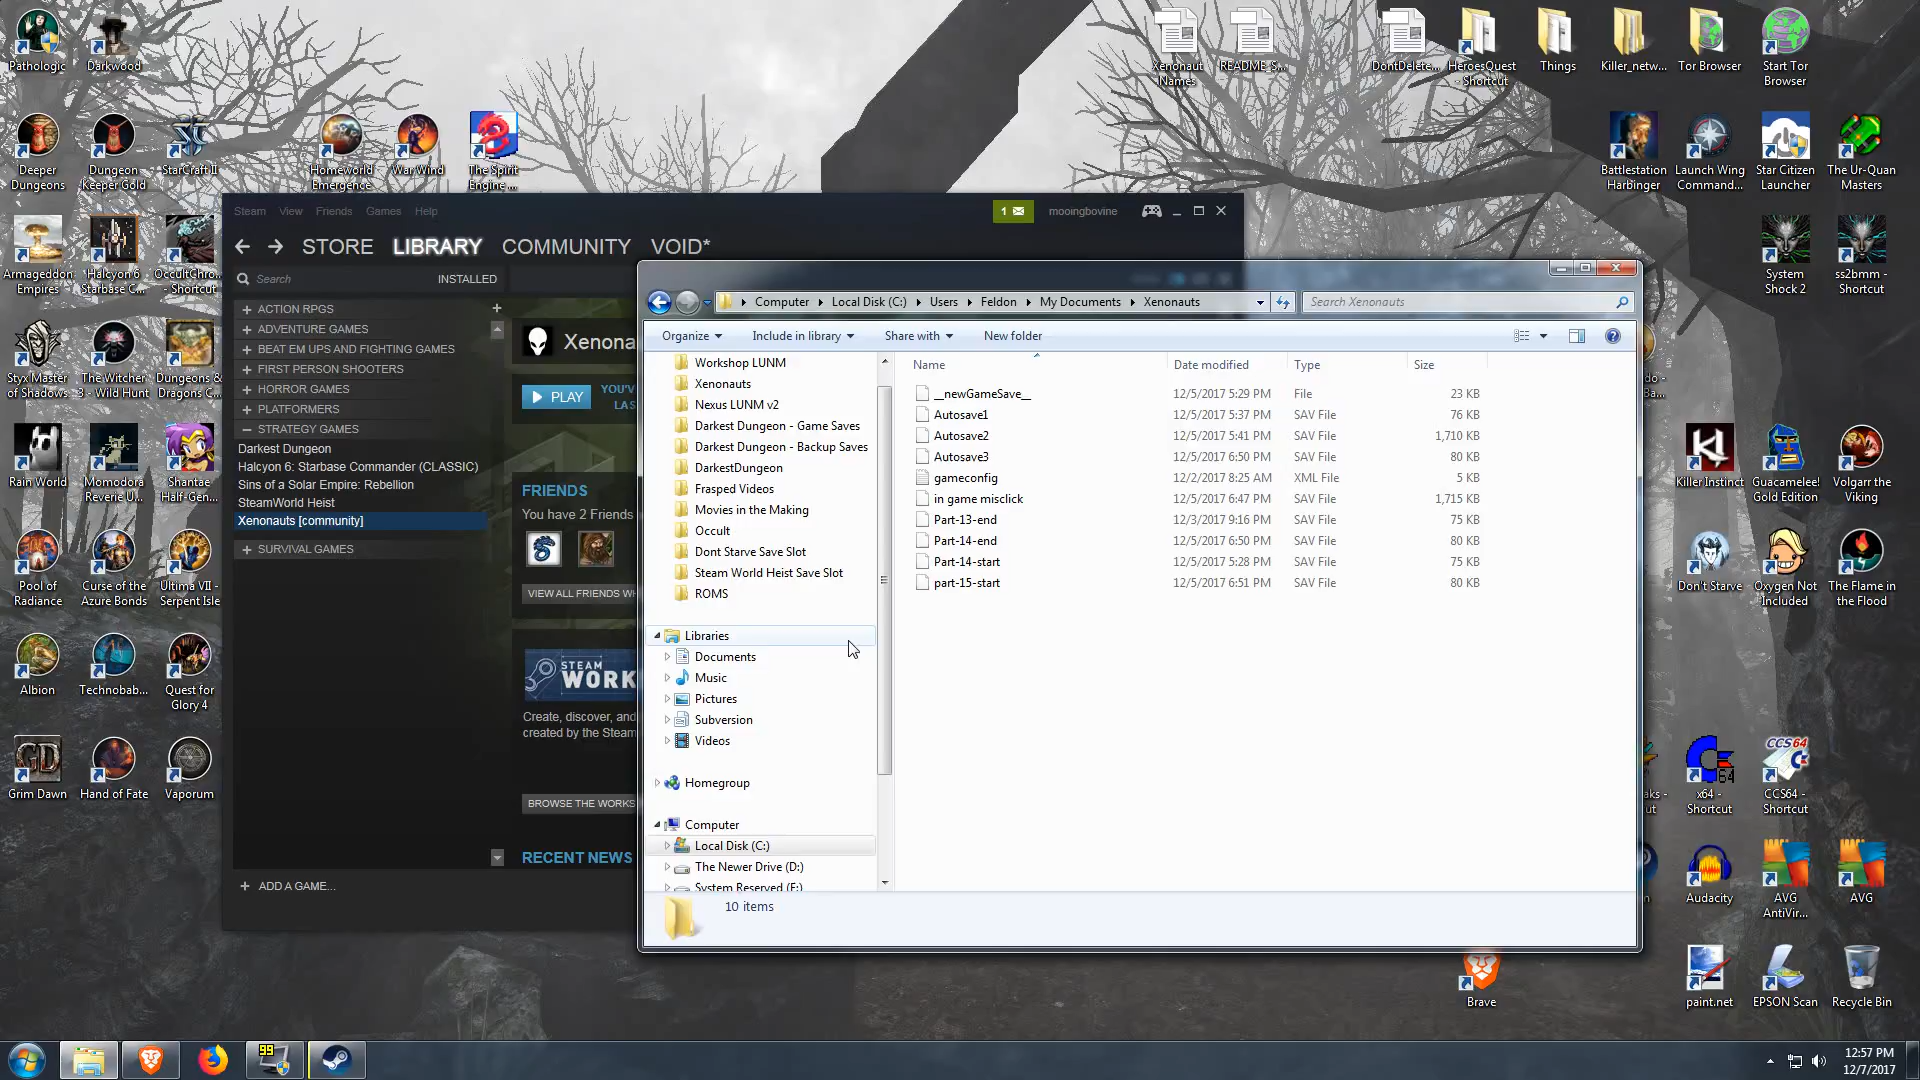 Pathologic
Darkwood
Xenonaut
Names
README_S...
DontDelete...
HeroesQuest
- Shortcut
Things
Killer_netw...
Tor Browser
Start Tor
Browser
Deeper
Dungeons
Dungeon
Keeper Gold
StarCraft II
Homeworld
Emergence
War Wind
The Spirit
Engine ...
Battlestation
Harbinger
Launch Wing
Command...
Star Citizen
Launcher
The Ur-Quan
Masters
Armageddon
Empires
Halcyon 6
Starbase C...
OccultChro...
- Shortcut
System
Shock 2
ss2bmm -
Shortcut
Styx Master
of Shadows
The Witcher
3 - Wild Hunt
Dungeons &
Dragons C...
Rain World
Momodora
Reverie U...
Shantae
Half-Gen...
Killer Instinct
Guacamelee!
Gold Edition
Volgarr the
Viking
Pool of
Radiance
Curse of the
Azure Bonds
Ultima VII -
Serpent Isle
Don't Starve
Oxygen Not
Included
The Flame in
the Flood
Albion
Technobab...
Quest for
Glory 4
Grim Dawn
Hand of Fate
Vaporum
x64 -
Shortcut
CCS64 -
Shortcut
Audacity
AVG
AntiVir...
AVG
Brave
paint.net
EPSON Scan
Recycle Bin
Steam View Friends Games Help
1
mooingbovine
STORE LIBRARY COMMUNITY VOID*
Search
INSTALLED
ACTION RPGS
ADVENTURE GAMES
BEAT EM UPS AND FIGHTING GAMES
FIRST PERSON SHOOTERS
HORROR GAMES
PLATFORMERS
STRATEGY GAMES
Darkest Dungeon
Halcyon 6: Starbase Commander (CLASSIC)
Sins of a Solar Empire: Rebellion
SteamWorld Heist
Xenonauts [community]
SURVIVAL GAMES
ADD A GAME...
Xenona
PLAY
YOU'V
LAS
FRIENDS
You have 2 Friends
VIEW ALL FRIENDS WH
STEAM
WORK
Create, discover, and
created by the Steam
BROWSE THE WORKS
RECENT NEWS
Computer Local Disk (C:) Users Feldon My Documents Xenonauts
Search Xenonauts
Organize Include in library Share with New folder
Workshop LUNM
Xenonauts
Nexus LUNM v2
Darkest Dungeon - Game Saves
Darkest Dungeon - Backup Saves
DarkestDungeon
Frasped Videos
Movies in the Making
Occult
Dont Starve Save Slot
Steam World Heist Save Slot
ROMS
Libraries
Documents
Music
Pictures
Subversion
Videos
Homegroup
Computer
Local Disk (C:)
The Newer Drive (D:)
System Reserved (F:)
Name Date modified Type Size
__newGameSave__ 12/5/2017 5:29 PM File 23 KB
Autosave1 12/5/2017 5:37 PM SAV File 76 KB
Autosave2 12/5/2017 5:41 PM SAV File 1,710 KB
Autosave3 12/5/2017 6:50 PM SAV File 80 KB
gameconfig 12/2/2017 8:25 AM XML File 5 KB
in game misclick 12/5/2017 6:47 PM SAV File 1,715 KB
Part-13-end 12/3/2017 9:16 PM SAV File 75 KB
Part-14-end 12/5/2017 6:50 PM SAV File 80 KB
Part-14-start 12/5/2017 5:28 PM SAV File 75 KB
part-15-start 12/5/2017 6:51 PM SAV File 80 KB
10 items
99
12:57 PM
12/7/2017